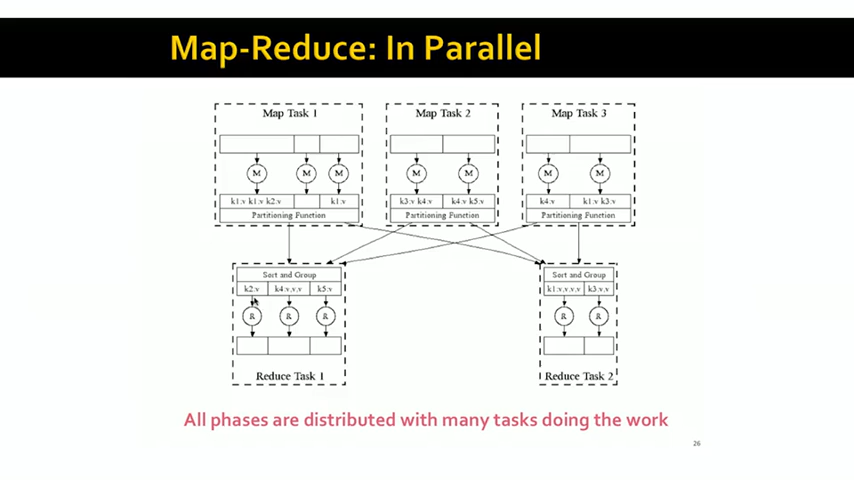 Map-Reduce: In Parallel
Map Task 1
Map Task 2
Map Task 3
M
M
M
M
M
M
M
k1:v k1:v k2:v
k1:v
k3:v k4:v
k4:v k5:v
k4:v
k1:v k3:v
Partitioning Function
Partitioning Function
Partitioning Function
Sort and Group
Sort and Group
k2:v
k4:v,v,v
k5:v
k1:v,v,v,v
k3:v,v
R
R
R
R
R
Reduce Task 1
Reduce Task 2
All phases are distributed with many tasks doing the work
26